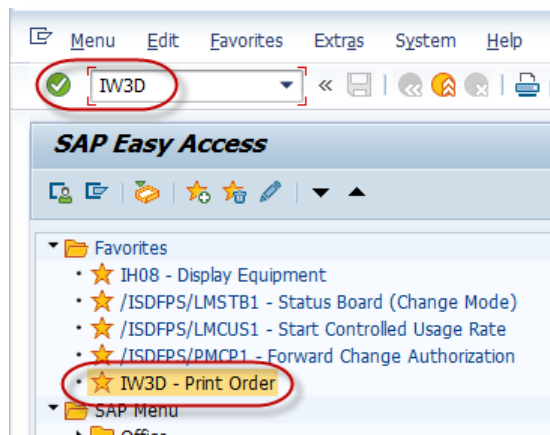 Menu Edit Favorites Extras System Help
IW3D
SAP Easy Access
Favorites
IH08 - Display Equipment
/ISDFPS/LMSTB1 - Status Board (Change Mode)
/ISDFPS/LMCUS1 - Start Controlled Usage Rate
/ISDFPS/PMCP1 - Forward Change Authorization
IW3D - Print Order
SAP Menu
Office